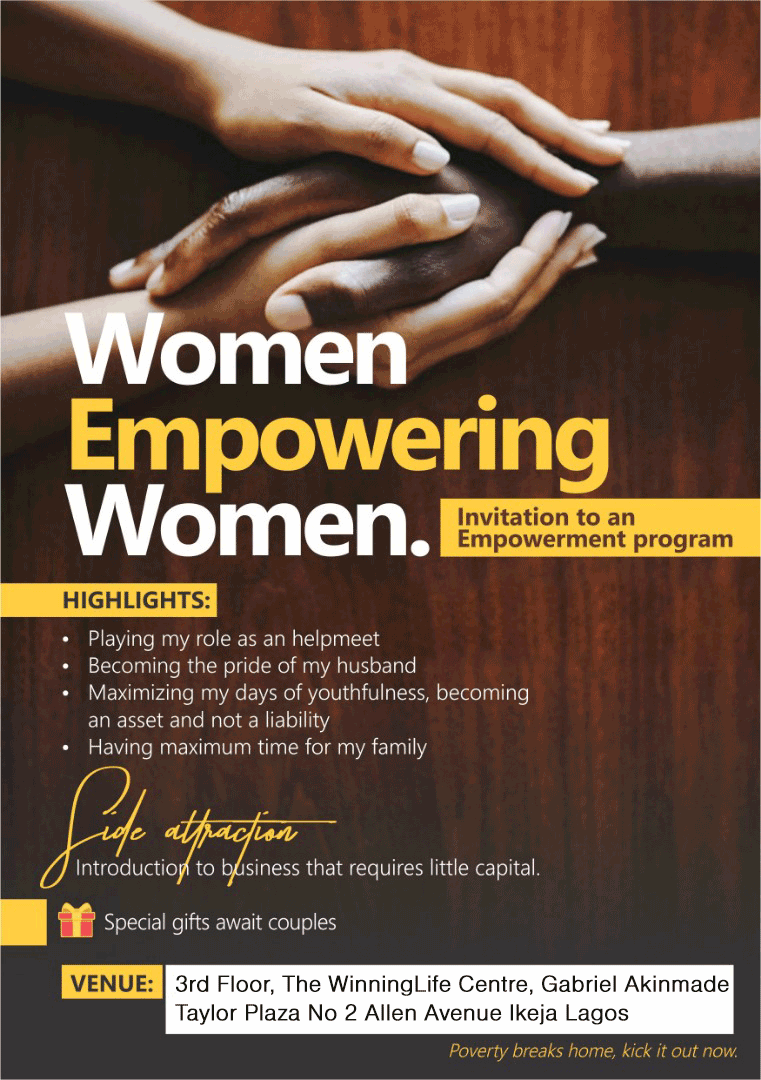 Women
Empowering
Women.
Invitation to an
Empowerment program
HIGHLIGHTS:
• Playing my role as an helpmeet
• Becoming the pride of my husband
• Maximizing my days of youthfulness, becoming
an asset and not a liability
• Having maximum time for my family
Side attraction
Introduction to business that requires little capital.
Special gifts await couples
VENUE:
3rd Floor, The WinningLife Centre, Gabriel Akinmade
Taylor Plaza No 2 Allen Avenue Ikeja Lagos
Poverty breaks home, kick it out now.